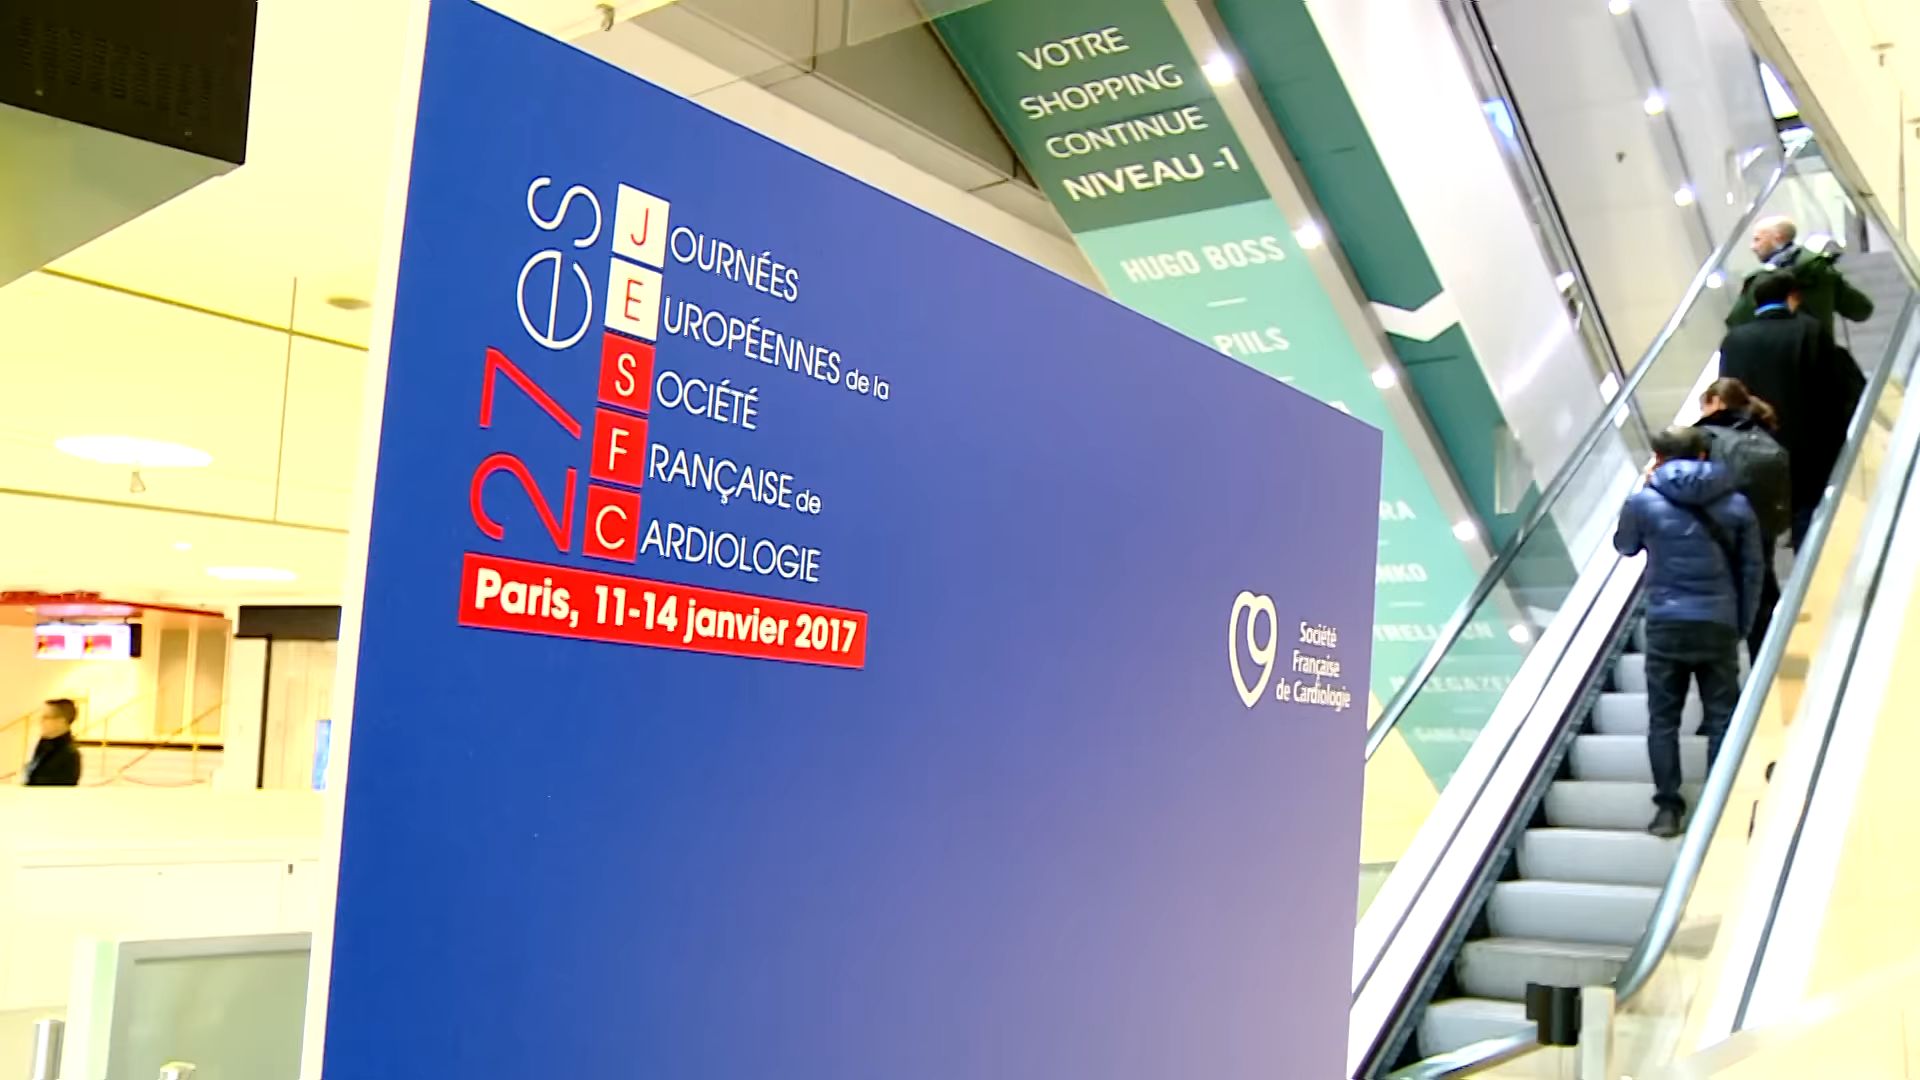 27es
JOURNÉES
EUROPÉENNES de la
SOCIÉTÉ
FRANÇAISE de
CARDIOLOGIE
Paris, 11-14 janvier 2017
Société
Française
de Cardiologie
VOTRE
SHOPPING
CONTINUE
NIVEAU -1
HUGO BOSS